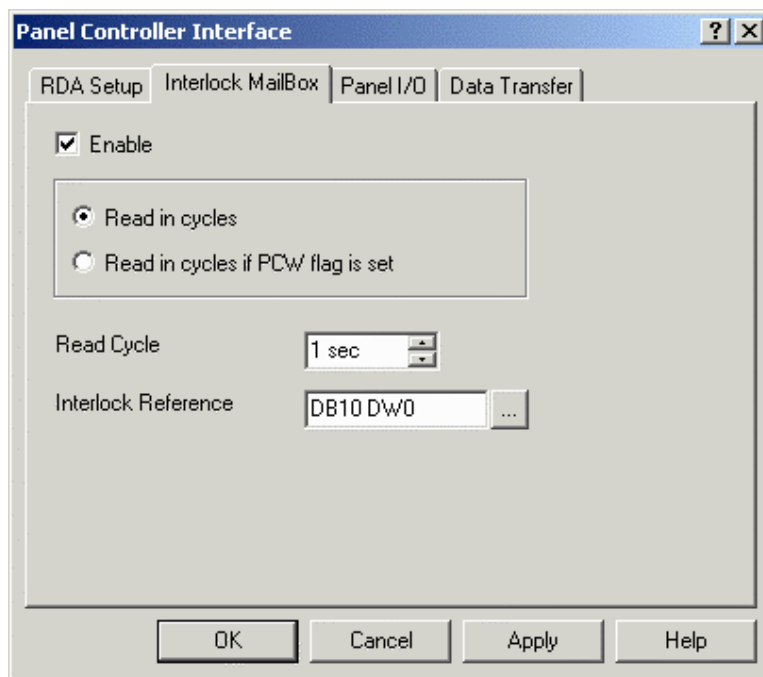 Panel Controller Interface
RDA Setup Interlock MailBox Panel I/O Data Transfer
Enable
Read in cycles
Read in cycles if PCW flag is set
Read Cycle 1 sec
Interlock Reference DB10 DW0 ...
OK Cancel Apply Help